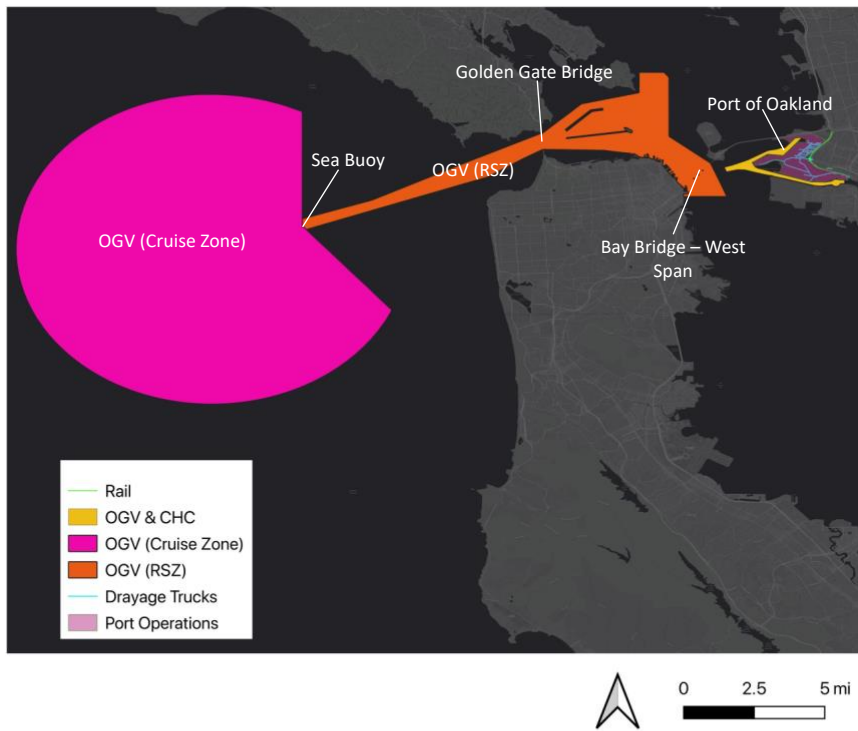 Golden Gate Bridge
Port of Oakland
Sea Buoy
OGV (RSZ)
OGV (Cruise Zone)
Bay Bridge – West
Span
Rail
OGV & CHC
OGV (Cruise Zone)
OGV (RSZ)
Drayage Trucks
Port Operations
0 2.5 5 mi